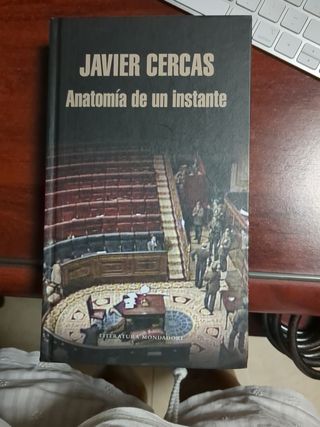 JAVIER CERCAS
Anatomía de un instante
LITERATURA MONDADORI